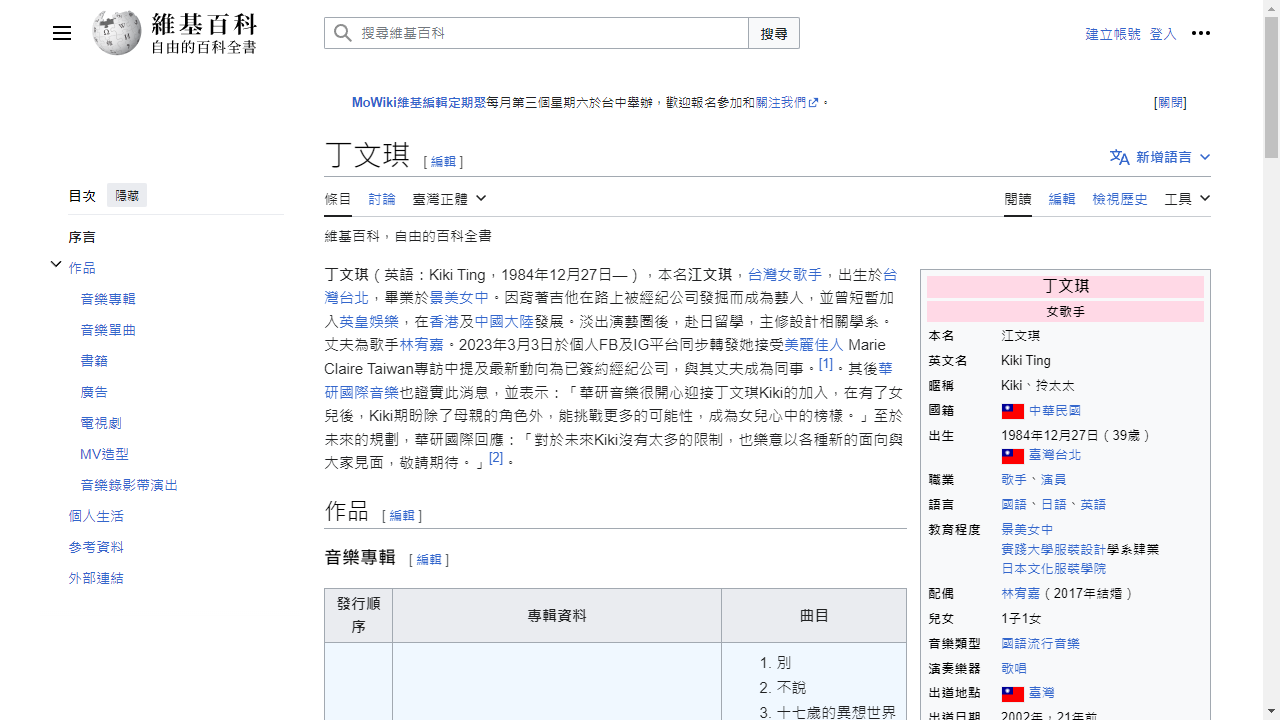 維基百科
自由的百科全書
搜尋維基百科
搜尋
建立帳號 登入
MoWiki維基編輯定期聚每月第三個星期六於台中舉辦，歡迎報名參加和關注我們。
[關閉]
丁文琪 [編輯]
新增語言
目次 隱藏
序言
作品
音樂專輯
音樂單曲
書籍
廣告
電視劇
MV造型
音樂錄影帶演出
個人生活
參考資料
外部連結
條目 討論 臺灣正體
閱讀 編輯 檢視歷史 工具
維基百科，自由的百科全書
丁文琪（英語：Kiki Ting，1984年12月27日—），本名江文琪，台灣女歌手，出生於台
灣台北，畢業於景美女中。因背著吉他在路上被經紀公司發掘而成為藝人，並曾短暫加
入英皇娛樂，在香港及中國大陸發展。淡出演藝圈後，赴日留學，主修設計相關學系。
丈夫為歌手林宥嘉。2023年3月3日於個人FB及IG平台同步轉發她接受美麗佳人 Marie
Claire Taiwan專訪中提及最新動向為已簽約經紀公司，與其丈夫成為同事。[1]。其後華
研國際音樂也證實此消息，並表示：「華研音樂很開心迎接丁文琪Kiki的加入，在有了女
兒後，Kiki期盼除了母親的角色外，能挑戰更多的可能性，成為女兒心中的榜樣。」至於
未來的規劃，華研國際回應：「對於未來Kiki沒有太多的限制，也樂意以各種新的面向與
大家見面，敬請期待。」[2]。
作品 [編輯]
音樂專輯 [編輯]
發行順
序
專輯資料
曲目
1. 別
2. 不說
3. 十七歲的異想世界
丁文琪
女歌手
本名 江文琪
英文名 Kiki Ting
暱稱 Kiki、拎太太
國籍 中華民國
出生 1984年12月27日（39歲）
臺灣台北
職業 歌手、演員
語言 國語、日語、英語
教育程度 景美女中
實踐大學服裝設計學系肄業
日本文化服裝學院
配偶 林宥嘉（2017年結婚）
兒女 1子1女
音樂類型 國語流行音樂
演奏樂器 歌唱
出道地點 臺灣
出道日期 2002年，21年前